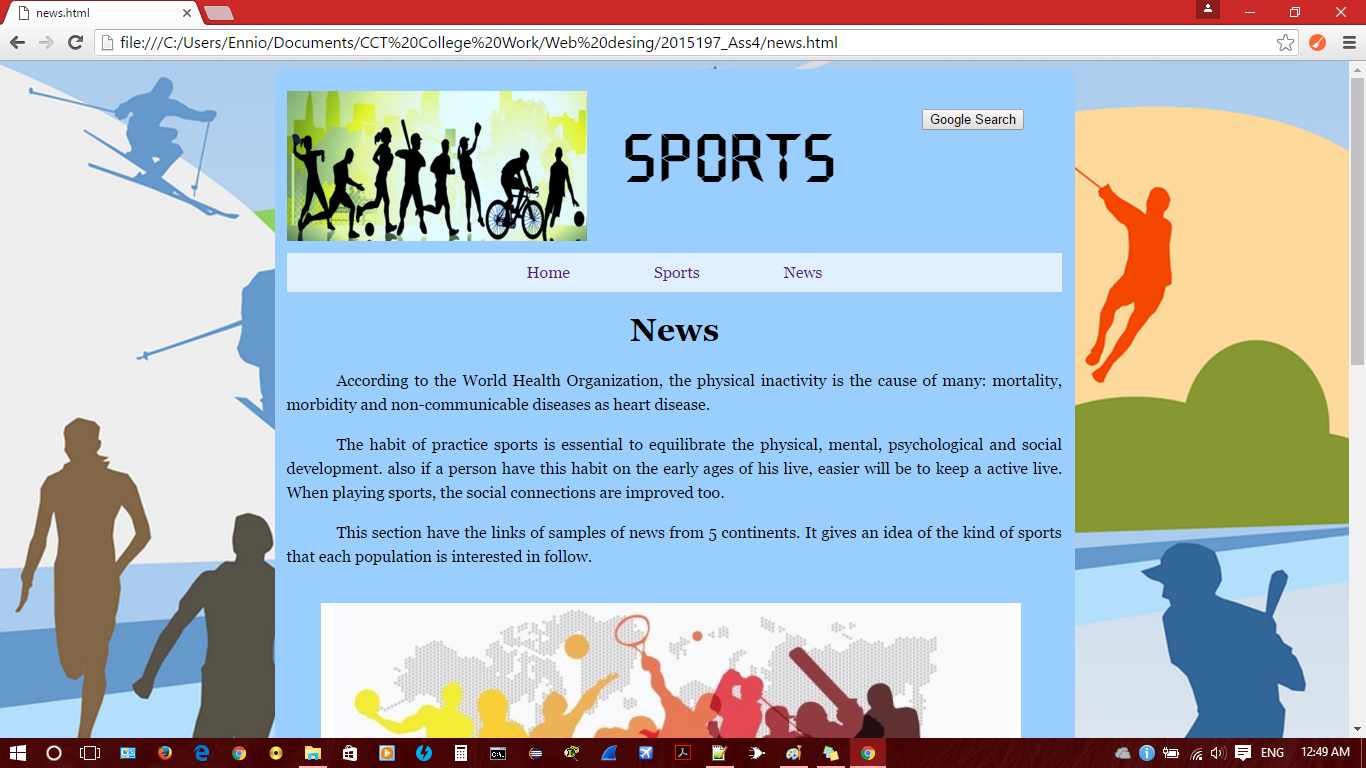 news.html
file:///C:/Users/Ennio/Documents/CCT%20College%20Work/Web%20desing/2015197_Ass4/news.html
SPORTS
Google Search
Home Sports News
News
According to the World Health Organization, the physical inactivity is the cause of many: mortality,
morbidity and non-communicable diseases as heart disease.
The habit of practice sports is essential to equilibrate the physical, mental, psychological and social
development. also if a person have this habit on the early ages of his live, easier will be to keep a active live.
When playing sports, the social connections are improved too.
This section have the links of samples of news from 5 continents. It gives an idea of the kind of sports
that each population is interested in follow.
ENG
12:49 AM